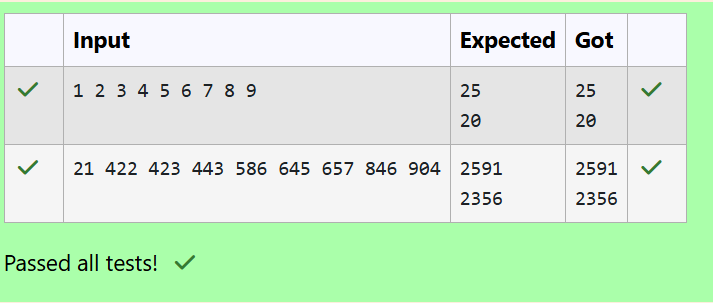 Input Expected Got
1 2 3 4 5 6 7 8 9 25 25
20 20
21 422 423 443 586 645 657 846 904 2591 2591
2356 2356
Passed all tests!